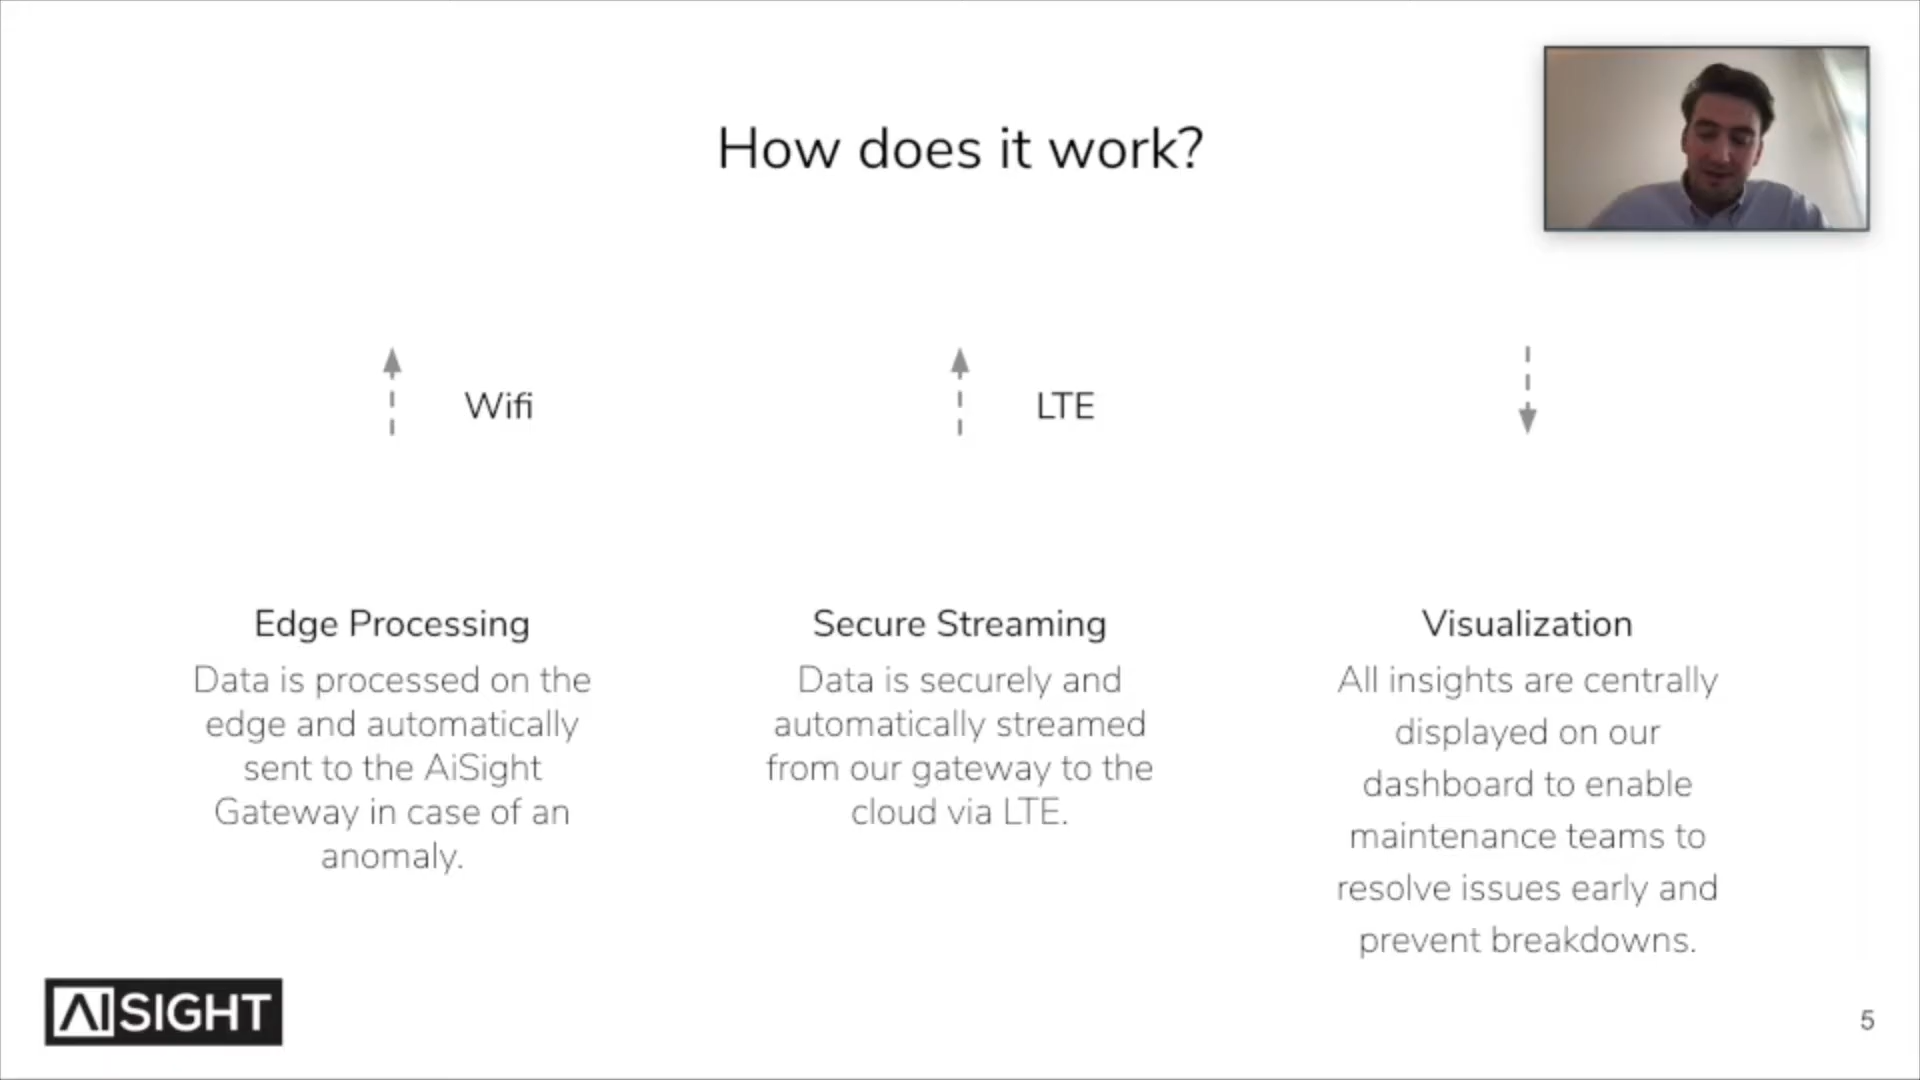 How does it work?
Wifi
LTE
Edge Processing
Data is processed on the
edge and automatically
sent to the AiSight
Gateway in case of an
anomaly.
Secure Streaming
Data is securely and
automatically streamed
from our gateway to the
cloud via LTE.
Visualization
All insights are centrally
displayed on our
dashboard to enable
maintenance teams to
resolve issues early and
prevent breakdowns.
AISIGHT
5